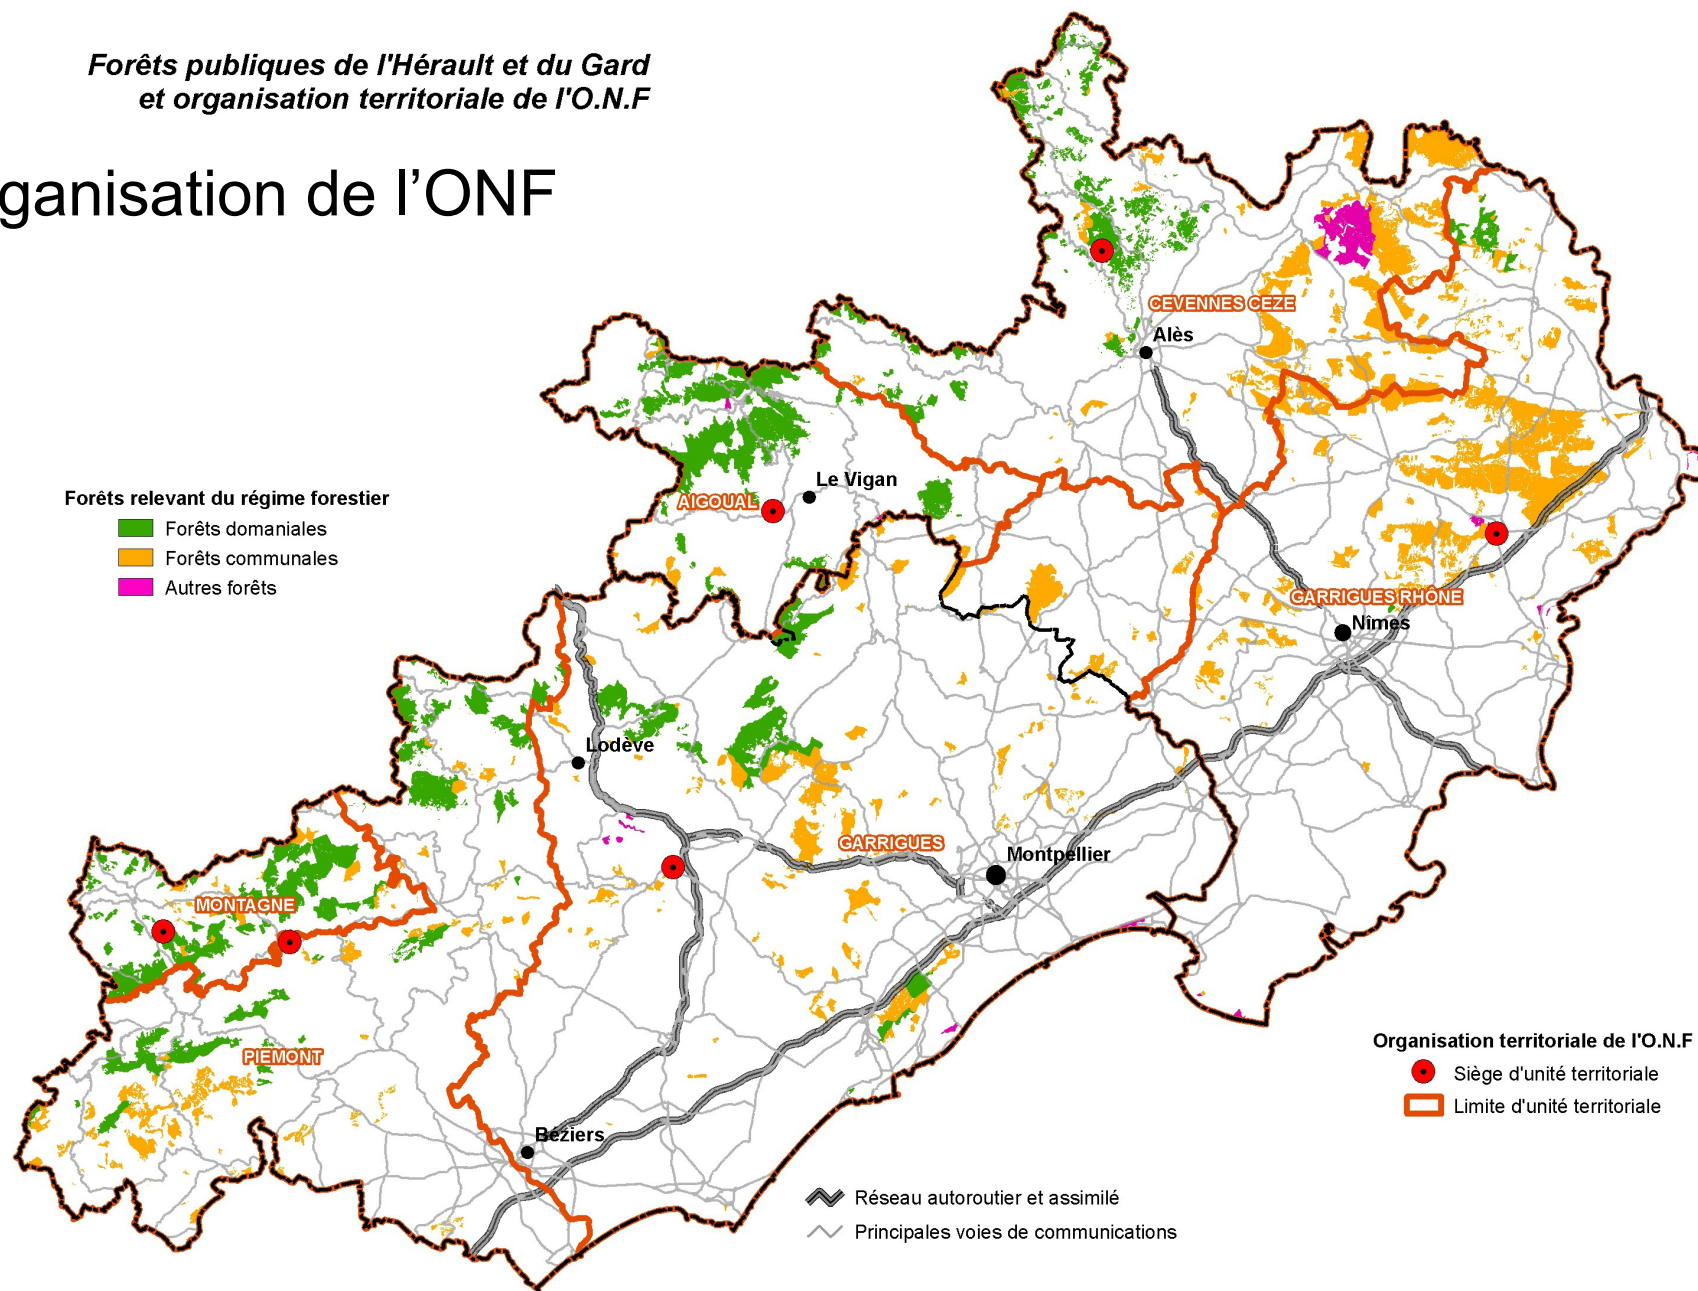 Forêts publiques de l'Hérault et du Gard
et organisation territoriale de l'O.N.F
ganisation de l’ONF
CEVENNES CEZE
Alès
Le Vigan
AIGOUAL
Forêts relevant du régime forestier
Forêts domaniales
Forêts communales
Autres forêts
GARRIGUES RHÔNE
Nîmes
Lodève
GARRIGUES
Montpellier
MONTAGNE
PIEMONT
Béziers
Organisation territoriale de l'O.N.F
Siège d'unité territoriale
Limite d'unité territoriale
Réseau autoroutier et assimilé
Principales voies de communications